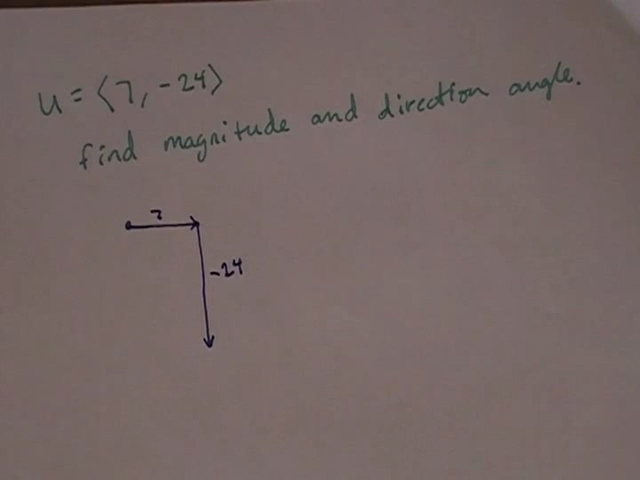 u = ⟨7, -24⟩
find magnitude and direction angle.
7
-24